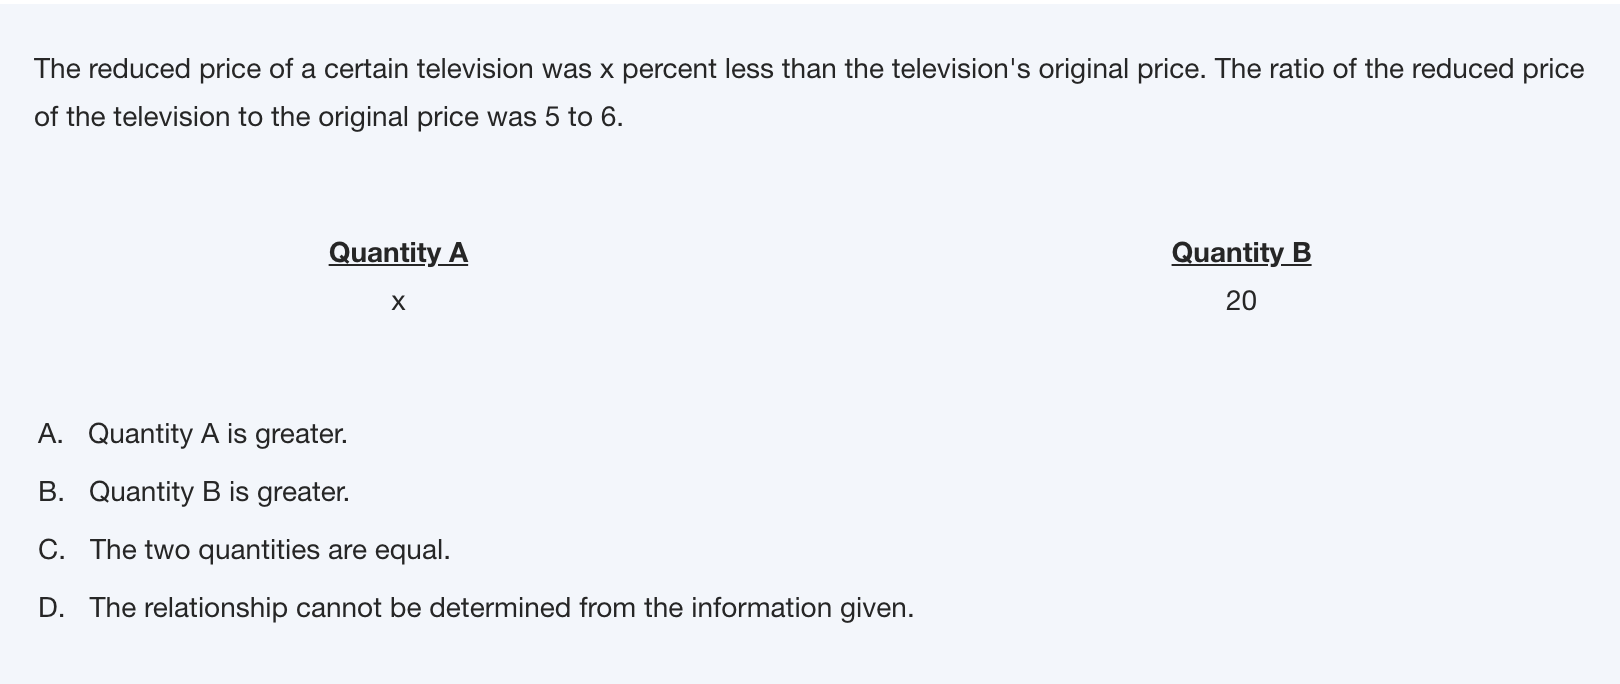 The reduced price of a certain television was x percent less than the television's original price. The ratio of the reduced price
of the television to the original price was 5 to 6.
Quantity A
x
Quantity B
20
A. Quantity A is greater.
B. Quantity B is greater.
C. The two quantities are equal.
D. The relationship cannot be determined from the information given.